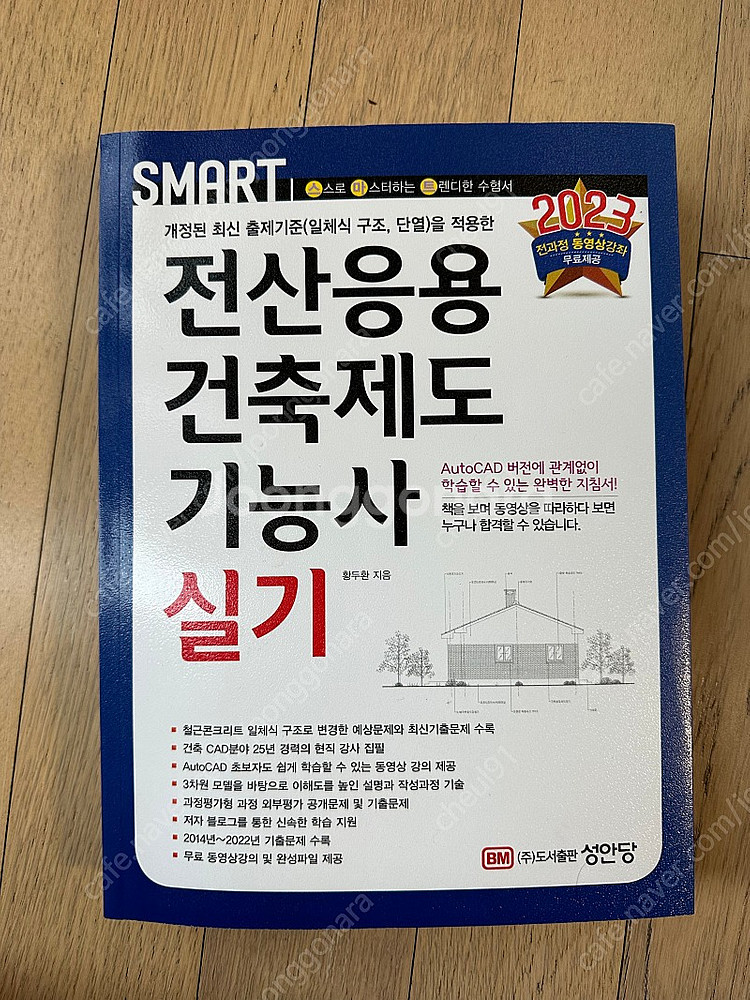 SMART
스스로 마스터하는 트렌디한 수험서
2023
전과정 동영상강좌
무료제공
개정된 최신 출제기준(일체식 구조, 단열)을 적용한
전산응용
건축제도
기능사
실기
황두환 지음
AutoCAD 버전에 관계없이
학습할 수 있는 완벽한 지침서!
책을 보며 동영상을 따라하다 보면
누구나 합격할 수 있습니다.
철근콘크리트 일체식 구조로 변경한 예상문제와 최신기출문제 수록
건축 CAD분야 25년 경력의 현직 강사 집필
AutoCAD 초보자도 쉽게 학습할 수 있는 동영상 강의 제공
3차원 모델을 바탕으로 이해도를 높인 설명과 작성과정 기술
과정평가형 과정 외부평가 공개문제 및 기출문제
저자 블로그를 통한 신속한 학습 지원
2014년~2022년 기출문제 수록
무료 동영상강의 및 완성파일 제공
BM (주)도서출판 성안당
joonggonara
cafe.naver.com/j
cheul91